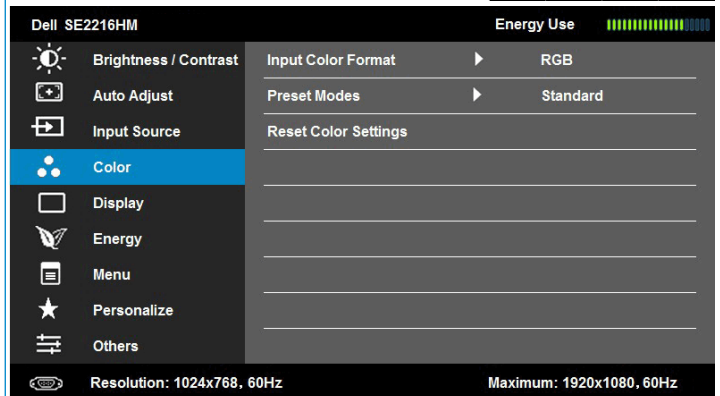 Dell SE2216HM Energy Use
Brightness / Contrast Input Color Format RGB
Auto Adjust Preset Modes Standard
Input Source Reset Color Settings
Color
Display
Energy
Menu
Personalize
Others
Resolution: 1024x768, 60Hz Maximum: 1920x1080, 60Hz